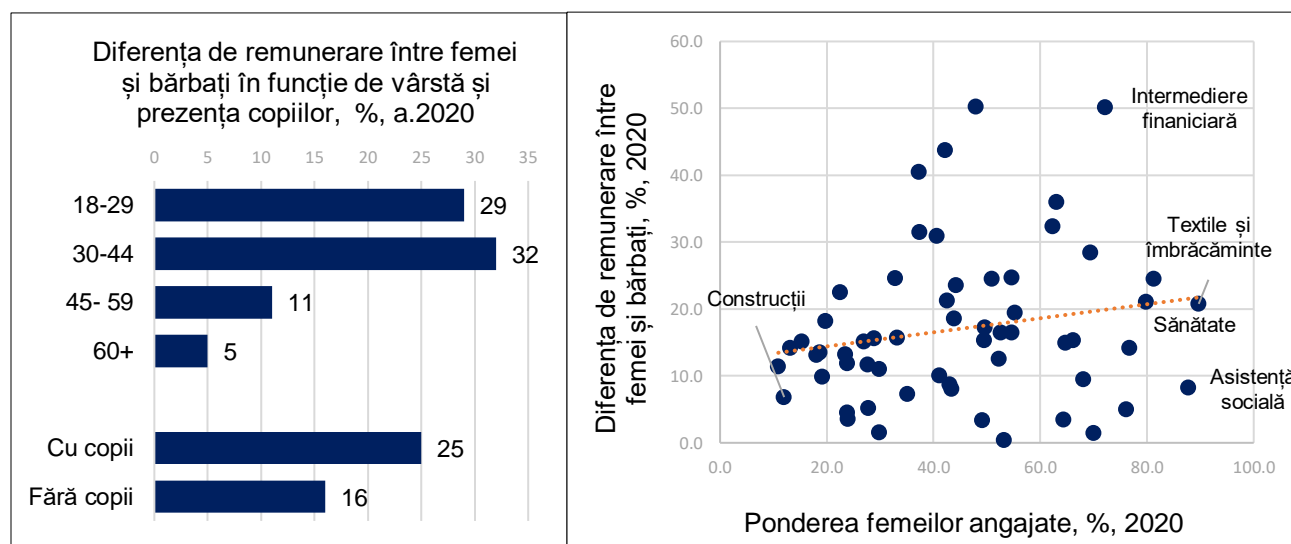 Diferența de remunerare între femei
și bărbați în funcție de vârstă și
prezența copiilor, %, a.2020
0 5 10 15 20 25 30 35
18-29 29
30-44 32
45- 59 11
60+ 5
Cu copii 25
Fără copii 16
Diferența de remunerare între
femei și bărbați, %, 2020
60.0
50.0
40.0
30.0
20.0
10.0
0.0
Intermediere
finaniciară
Textile și
îmbrăcăminte
Construcții
Sănătate
Asistență
socială
0.0 20.0 40.0 60.0 80.0 100.0
Ponderea femeilor angajate, %, 2020